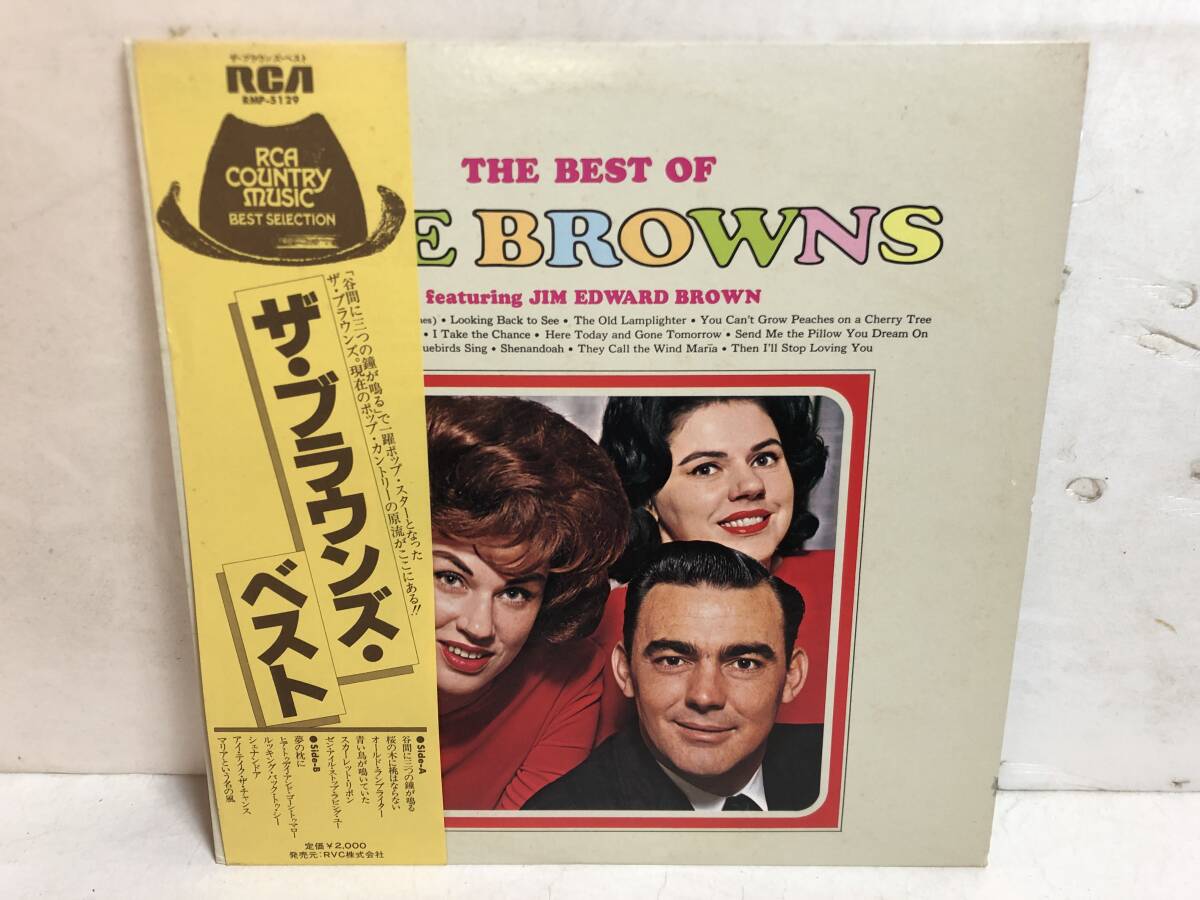 ザ・ブラウンズ・ベスト
RCA
RMP-5129
RCA
COUNTRY
MUSIC
BEST SELECTION
「谷間に三つの鐘が鳴る」で一躍ポップ・スターとなった
ザ・ブラウンズ。現在のポップ・カントリーの原流がここにある!!
ザ・ブラウンズ・
ベスト
●Side-A
谷間に三つの鐘が鳴る
桜の木に桃はならない
オールド・ランプライター
青い鳥が鳴いていた
スカーレット・リボン
ゼン・アイル・ストップ・ラビング・ユー
●Side-B
夢の枕に
ヒア・トゥデイ・アンド・ゴーン・トゥマロー
ルッキング・バック・トゥ・シー
シェナンドア
アイ・テイク・ザ・チャンス
マリアという名の風
定価¥2,000
発売元:RVC株式会社
THE BEST OF
E BROWNS
featuring JIM EDWARD BROWN
es) • Looking Back to See • The Old Lamplighter • You Can't Grow Peaches on a Cherry Tree
• I Take the Chance • Here Today and Gone Tomorrow • Send Me the Pillow You Dream On
uebirds Sing • Shenandoah • They Call the Wind Marïa • Then I'll Stop Loving You